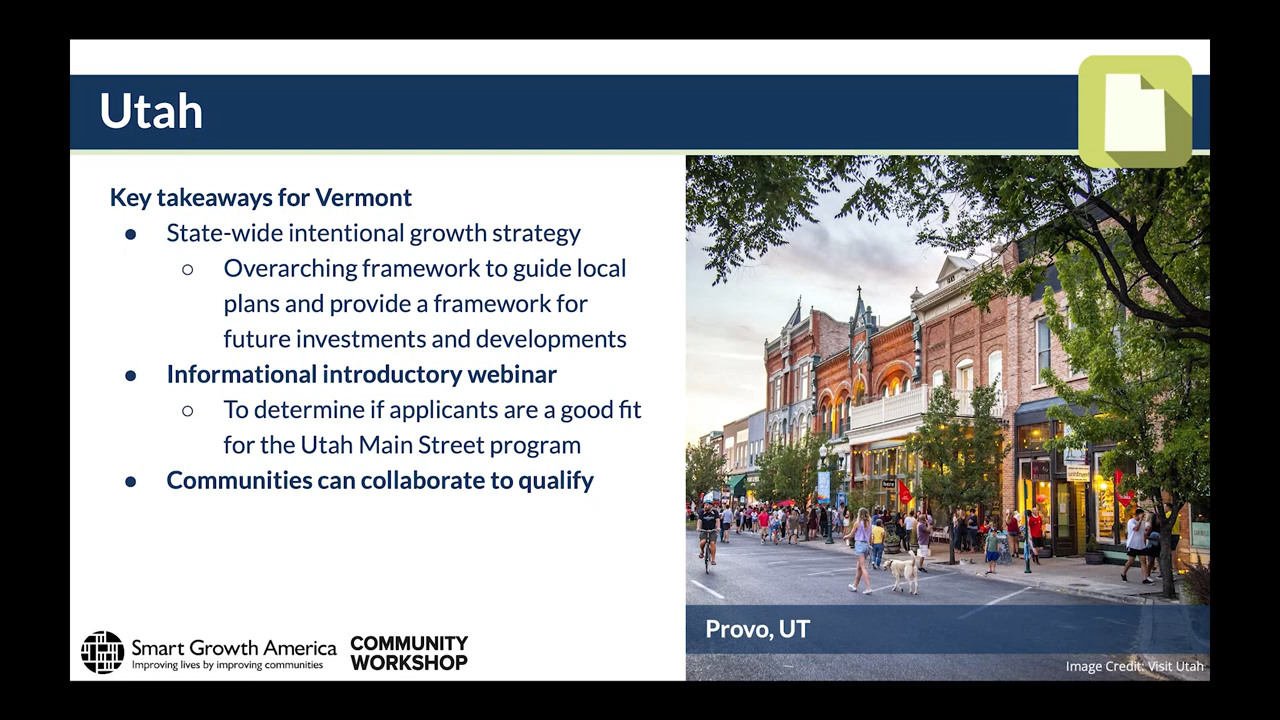 Utah
Key takeaways for Vermont
● State-wide intentional growth strategy
○ Overarching framework to guide local
plans and provide a framework for
future investments and developments
● Informational introductory webinar
○ To determine if applicants are a good fit
for the Utah Main Street program
● Communities can collaborate to qualify
Smart Growth America
Improving lives by improving communities
COMMUNITY
WORKSHOP
Provo, UT
Image Credit: Visit Utah